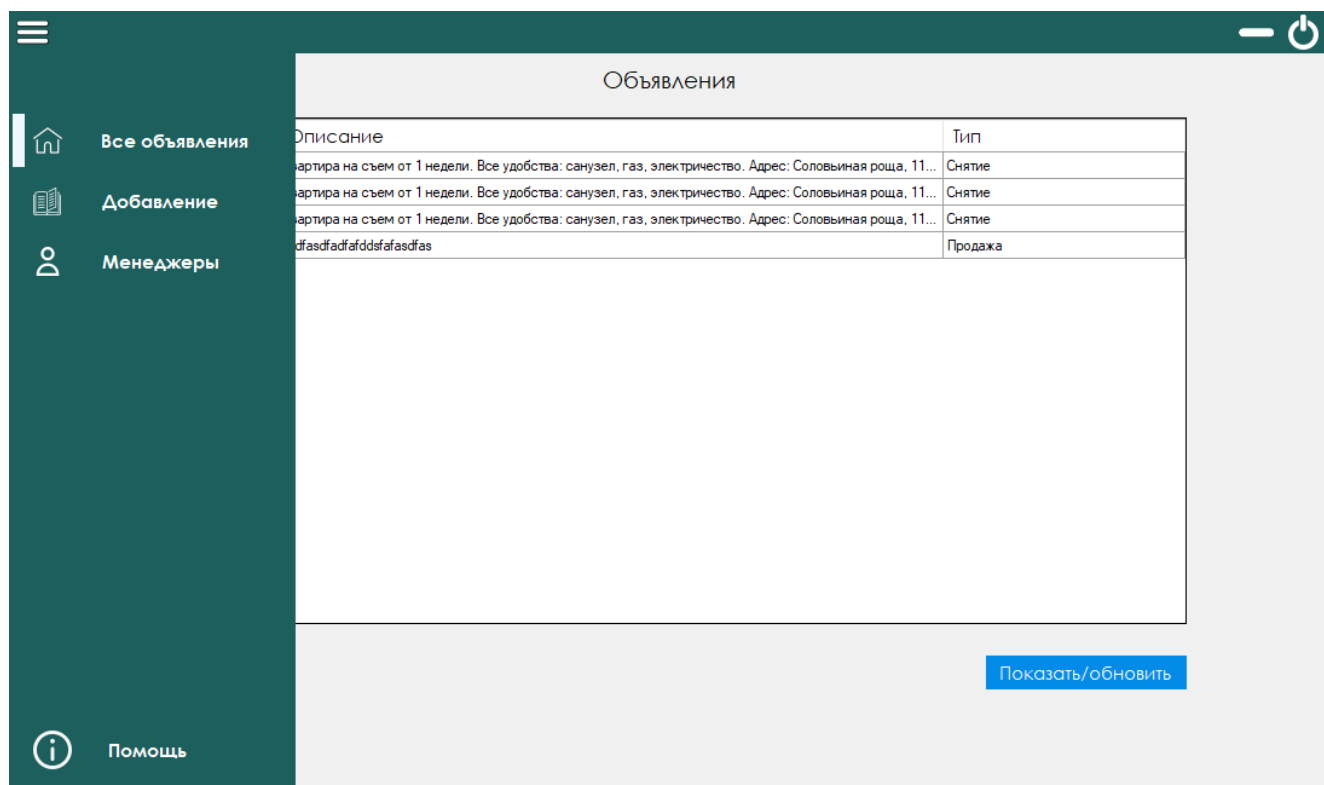 Объявления
Все объявления
Добавление
Менеджеры
Помощь
Описание Тип
вартира на съем от 1 недели. Все удобства: санузел, газ, электричество. Адрес: Соловьиная роща, 11... Снятие
вартира на съем от 1 недели. Все удобства: санузел, газ, электричество. Адрес: Соловьиная роща, 11... Снятие
вартира на съем от 1 недели. Все удобства: санузел, газ, электричество. Адрес: Соловьиная роща, 11... Снятие
dfasdfadfafddsfafasdfas Продажа
Показать/обновить